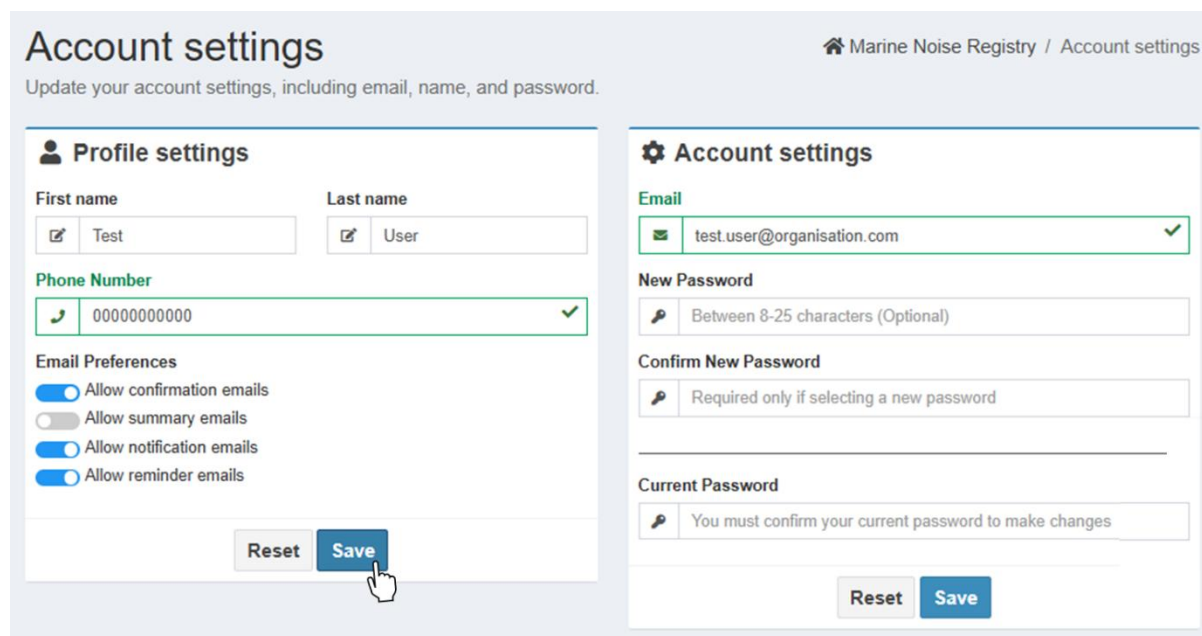 Account settings
Marine Noise Registry / Account settings
Update your account settings, including email, name, and password.
Profile settings
First name
Last name
Test
User
Phone Number
00000000000
Email Preferences
Allow confirmation emails
Allow summary emails
Allow notification emails
Allow reminder emails
Reset
Save
Account settings
Email
test.user@organisation.com
New Password
Between 8-25 characters (Optional)
Confirm New Password
Required only if selecting a new password
Current Password
You must confirm your current password to make changes
Reset
Save